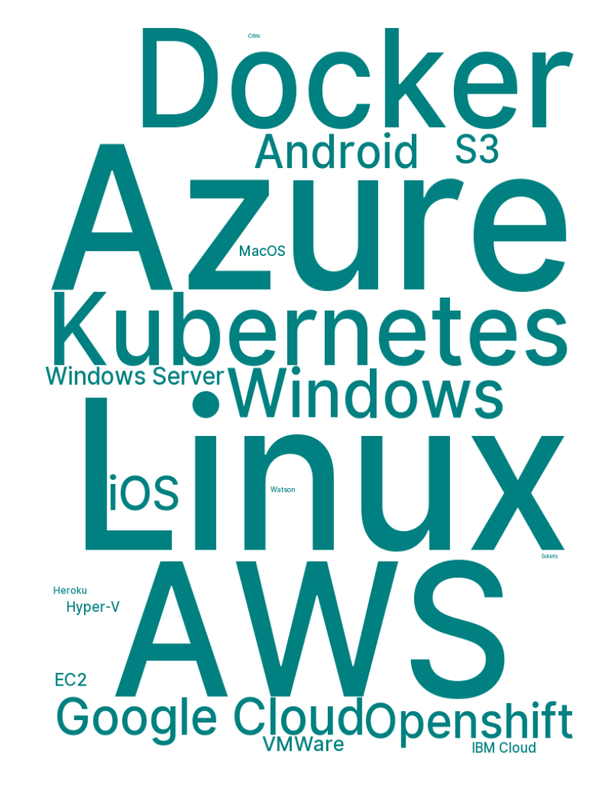 Citrix
Docker
Android S3
Azure
MacOS
Kubernetes
Windows Server
Windows
Linux
iOS
Watson
Solaris
AWS
Heroku
Hyper-V
EC2
Google Cloud
Openshift
VMWare
IBM Cloud